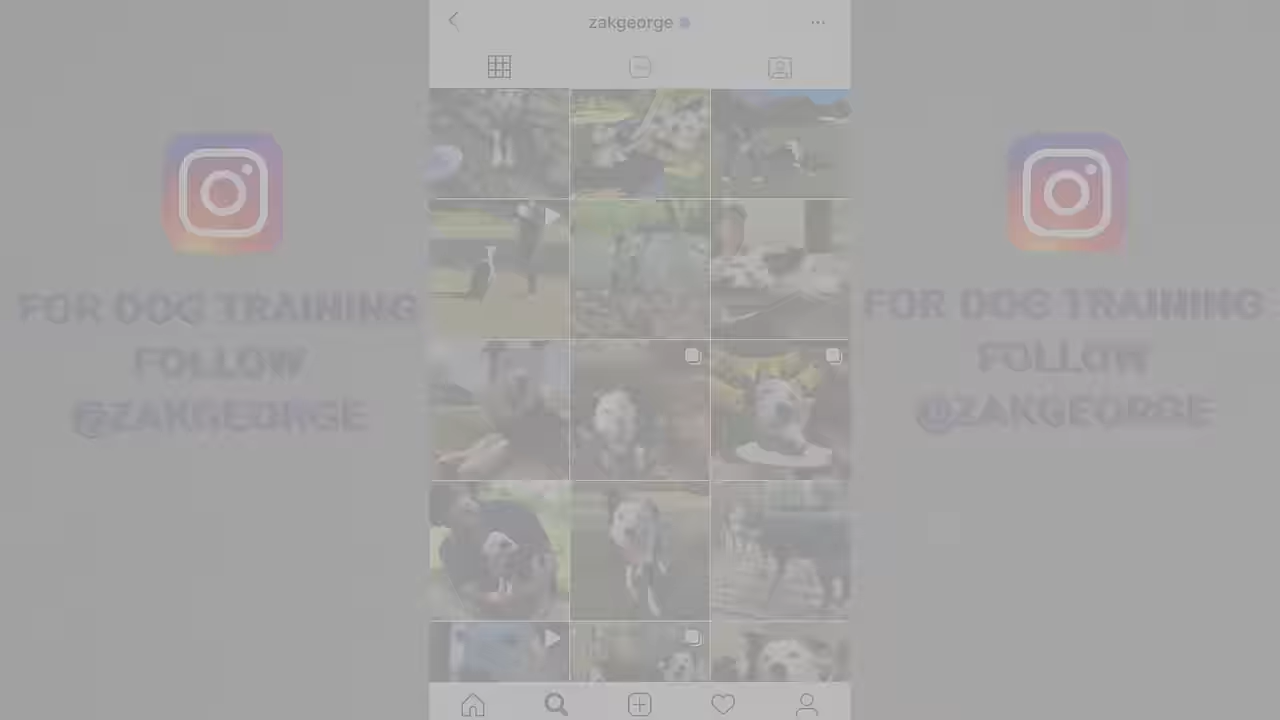 zakgeorge
FOR DOG TRAINING
FOLLOW
@ZAKGEORGE
FOR DOG TRAINING
FOLLOW
@ZAKGEORGE